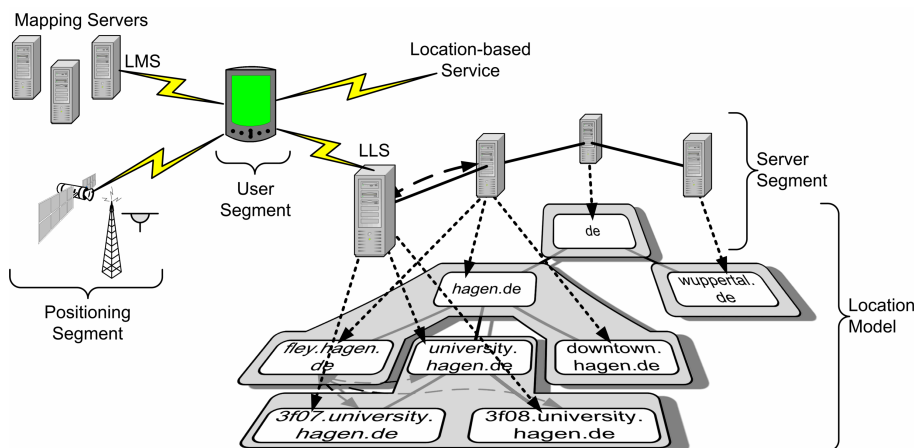 Mapping Servers
LMS
Location-based
Service
LLS
User
Segment
Server
Segment
Positioning
Segment
Location
Model
de
wuppertal.
de
hagen.de
fley.hagen.
de
university.
hagen.de
downtown.
hagen.de
3f07.university.
hagen.de
3f08.university.
hagen.de